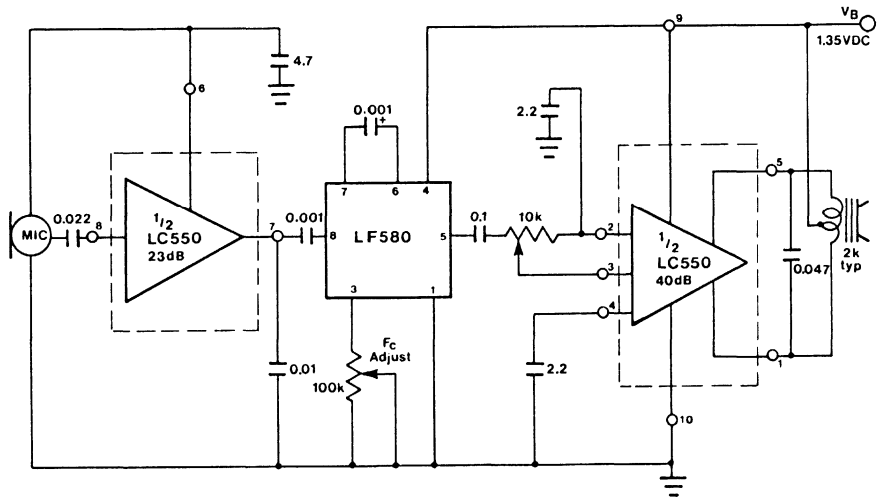 VB
1.35VDC
9
4.7
6
0.001
+
2.2
7 6 4
5
8
0.022
MIC
1/2
LC550
23dB
7
0.001
8
LF580
5
0.1
10k
2
3
4
1/2
LC550
40dB
0.047
2k
typ
3 1
FC
Adjust
0.01
100k
2.2
1
10